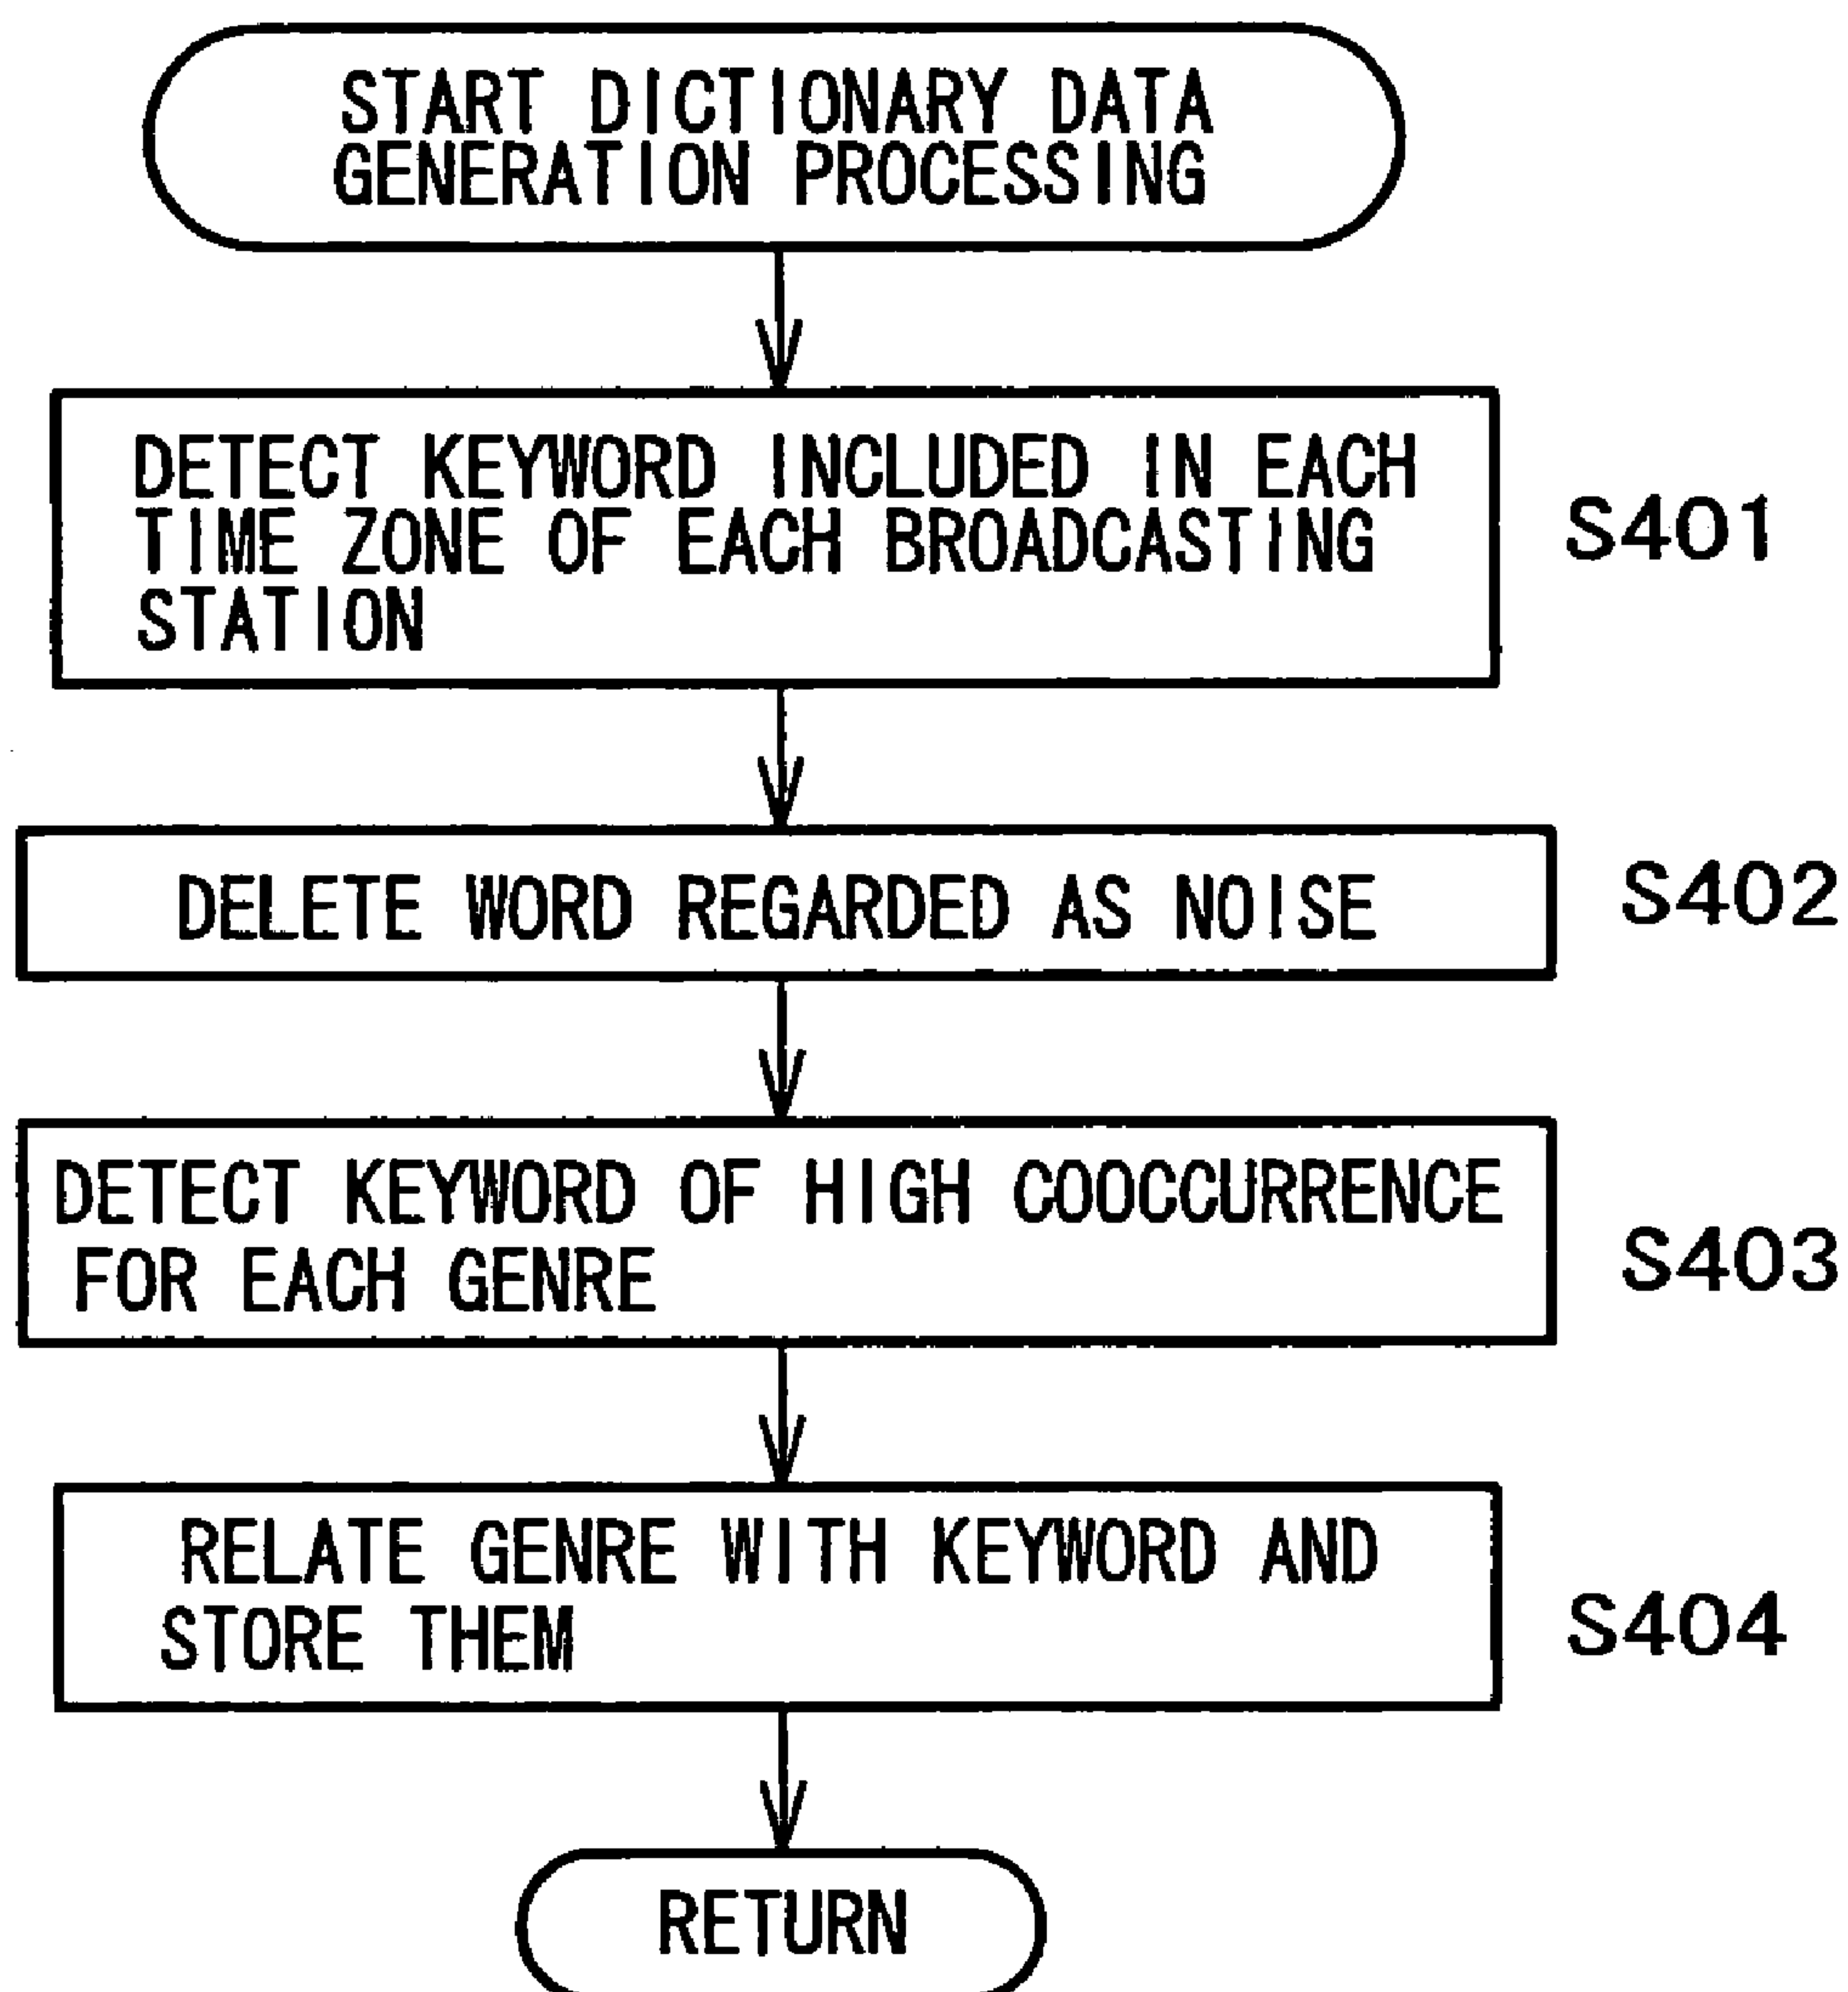 START DICTIONARY DATA
GENERATION PROCESSING
DETECT KEYWORD INCLUDED IN EACH
TIME ZONE OF EACH BROADCASTING
STATION
S401
DELETE WORD REGARDED AS NOISE
S402
DETECT KEYWORD OF HIGH COOCCURRENCE
FOR EACH GENRE
S403
RELATE GENRE WITH KEYWORD AND
STORE THEM
S404
RETURN